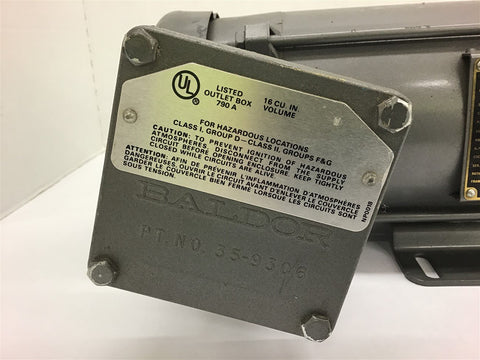 UL
LISTED 16 CU. IN.
OUTLET BOX VOLUME
790 A
FOR HAZARDOUS LOCATIONS
CLASS I, GROUP D - CLASS II, GROUPS F&G
CAUTION: TO PREVENT IGNITION OF HAZARDOUS
ATMOSPHERES, DISCONNECT FROM THE SUPPLY
CIRCUIT BEFORE OPENING ENCLOSURE KEEP TIGHTLY
CLOSED WHILE CIRCUITS ARE ALIVE.
ATTENTION: AFIN DE PREVENIR L'INFLAMMATION D'ATMOSPHÈRES
DANGEREUSES, OUVRIR LE CIRCUIT AVANT D'ENLEVER LE COUVERCLE
GARDER LE COUVERCLE BIEN FERMÉ LORSQUE LES CIRCUITS SONT
SOUS TENSION.
NP0018
BALDOR
PT. NO. 35-9306